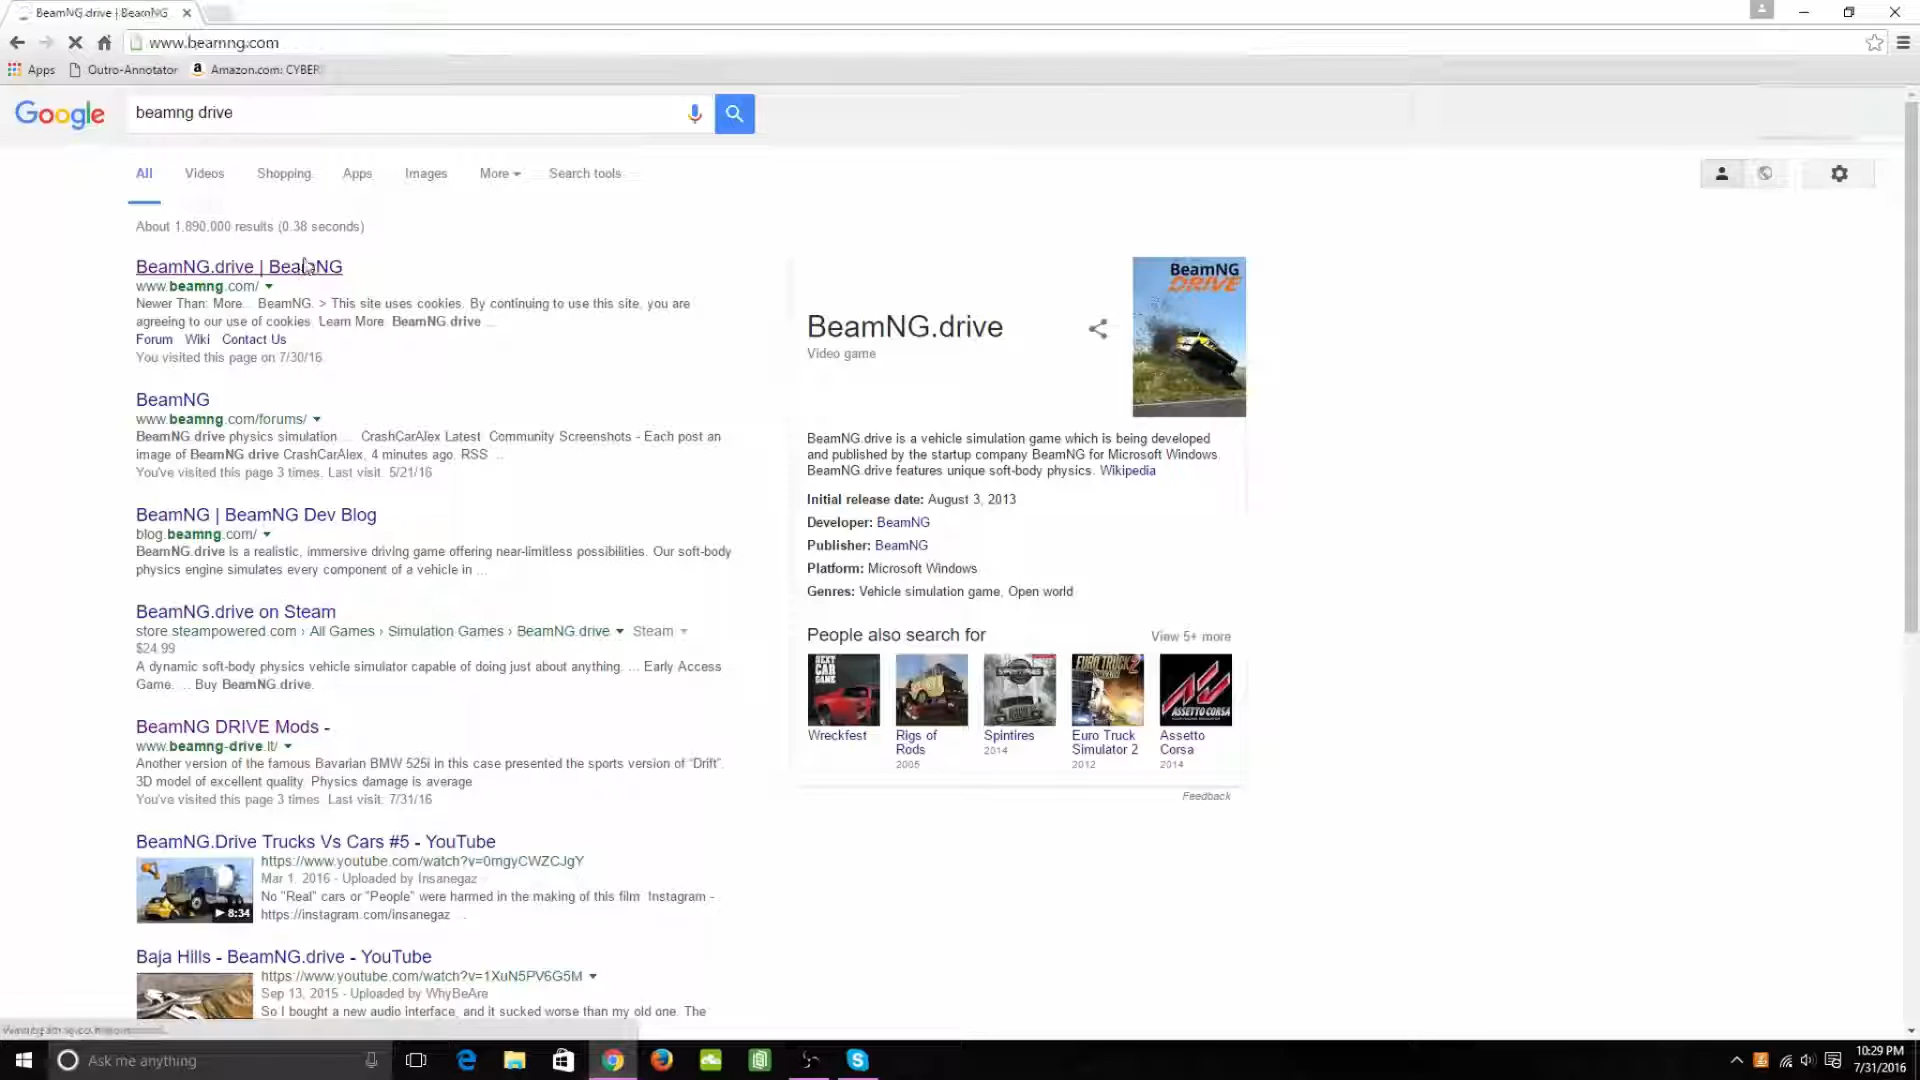 BeamNG.drive | BeamNG
www.beamng.com
Apps Outro-Annotator Amazon.com: CYBER
Google beamng drive
All Videos Shopping Apps Images More Search tools
About 1,890,000 results (0.38 seconds)
BeamNG.drive | BeamNG
www.beamng.com/
Newer Than: More... BeamNG. > This site uses cookies. By continuing to use this site, you are
agreeing to our use of cookies. Learn More. BeamNG.drive ...
Forum Wiki Contact Us
You visited this page on 7/30/16
BeamNG
www.beamng.com/forums/
BeamNG.drive physics simulation ... CrashCarAlex Latest: Community Screenshots - Each post an
image of BeamNG drive CrashCarAlex, 4 minutes ago. RSS ...
You've visited this page 3 times. Last visit: 5/21/16
BeamNG | BeamNG Dev Blog
blog.beamng.com/
BeamNG.drive is a realistic, immersive driving game offering near-limitless possibilities. Our soft-body
physics engine simulates every component of a vehicle in ...
BeamNG.drive on Steam
store.steampowered.com › All Games › Simulation Games › BeamNG.drive Steam
$24.99
A dynamic soft-body physics vehicle simulator capable of doing just about anything. ... Early Access
Game. ... Buy BeamNG.drive.
BeamNG DRIVE Mods -
www.beamng-drive.lt/
Another version of the famous Bavarian BMW 525i in this case presented the sports version of "Drift".
3D model of excellent quality. Physics damage is average
You've visited this page 3 times. Last visit: 7/31/16
BeamNG.Drive Trucks Vs Cars #5 - YouTube
https://www.youtube.com/watch?v=0mgyCWZCJgY
Mar 1, 2016 - Uploaded by Insanegaz
No "Real" cars or "People" were harmed in the making of this film Instagram -
https://instagram.com/insanegaz ...
8:34
Baja Hills - BeamNG.drive - YouTube
https://www.youtube.com/watch?v=1XuN5PV6G5M
Sep 13, 2015 - Uploaded by WhyBeAre
So I bought a new audio interface, and it sucked worse than my old one. The
BeamNG
DRIVE
BeamNG.drive
Video game
BeamNG.drive is a vehicle simulation game which is being developed
and published by the startup company BeamNG for Microsoft Windows.
BeamNG.drive features unique soft-body physics. Wikipedia
Initial release date: August 3, 2013
Developer: BeamNG
Publisher: BeamNG
Platform: Microsoft Windows
Genres: Vehicle simulation game, Open world
People also search for View 5+ more
NEXT CAR GAME
EURO TRUCK 2
ASSETTO CORSA
Wreckfest
Rigs of
Rods
2005
Spintires
2014
Euro Truck
Simulator 2
2012
Assetto
Corsa
2014
Feedback
Ask me anything
10:29 PM
7/31/2016